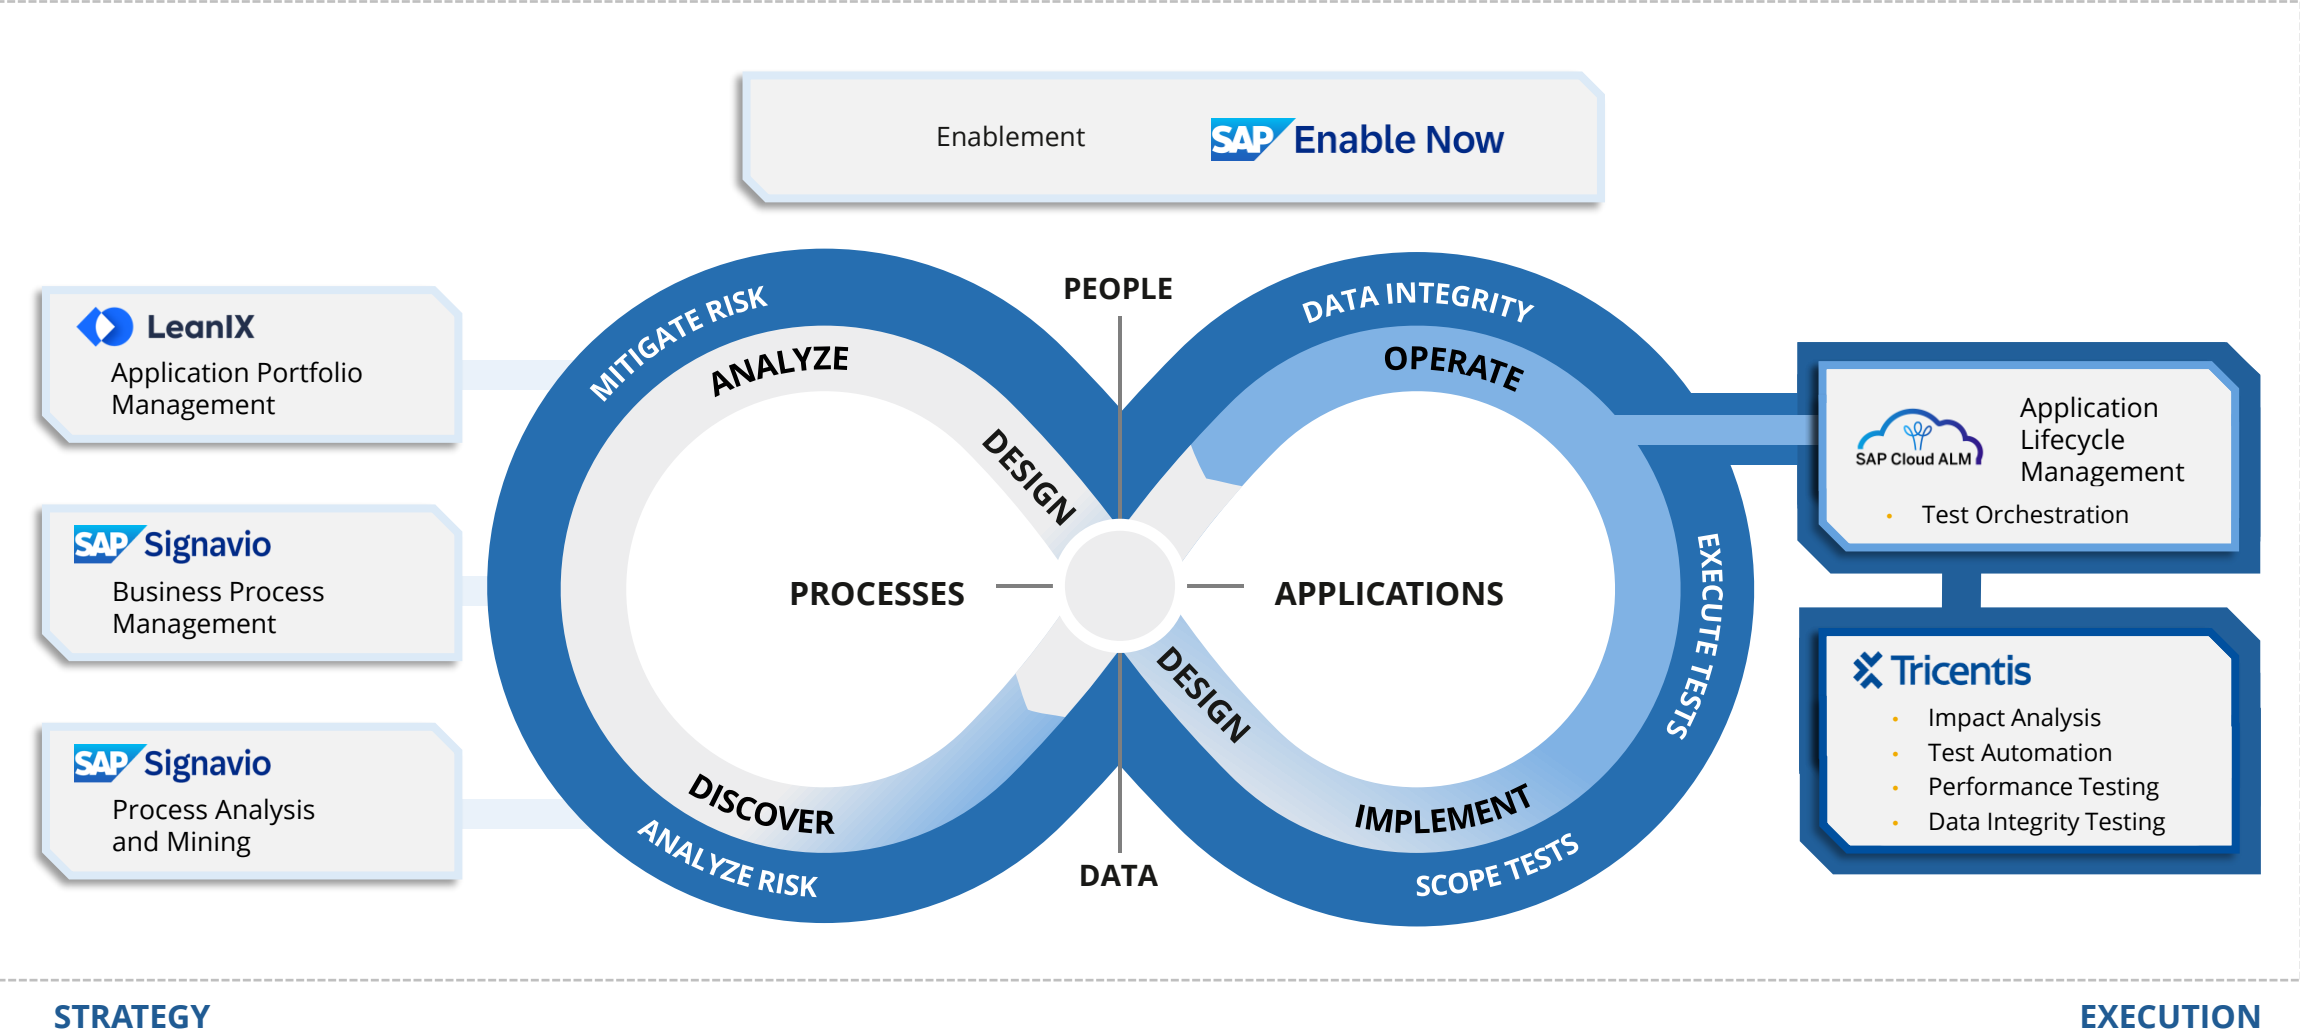 Enablement
SAP Enable Now
LeanIX
Application Portfolio
Management
SAP Signavio
Business Process
Management
SAP Signavio
Process Analysis
and Mining
MITIGATE RISK
ANALYZE
DESIGN
PROCESSES
DISCOVER
ANALYZE RISK
PEOPLE
DATA
DATA INTEGRITY
OPERATE
APPLICATIONS
EXECUTE TESTS
DESIGN
IMPLEMENT
SCOPE TESTS
SAP Cloud ALM
Application
Lifecycle
Management
• Test Orchestration
Tricentis
• Impact Analysis
• Test Automation
• Performance Testing
• Data Integrity Testing
STRATEGY
EXECUTION